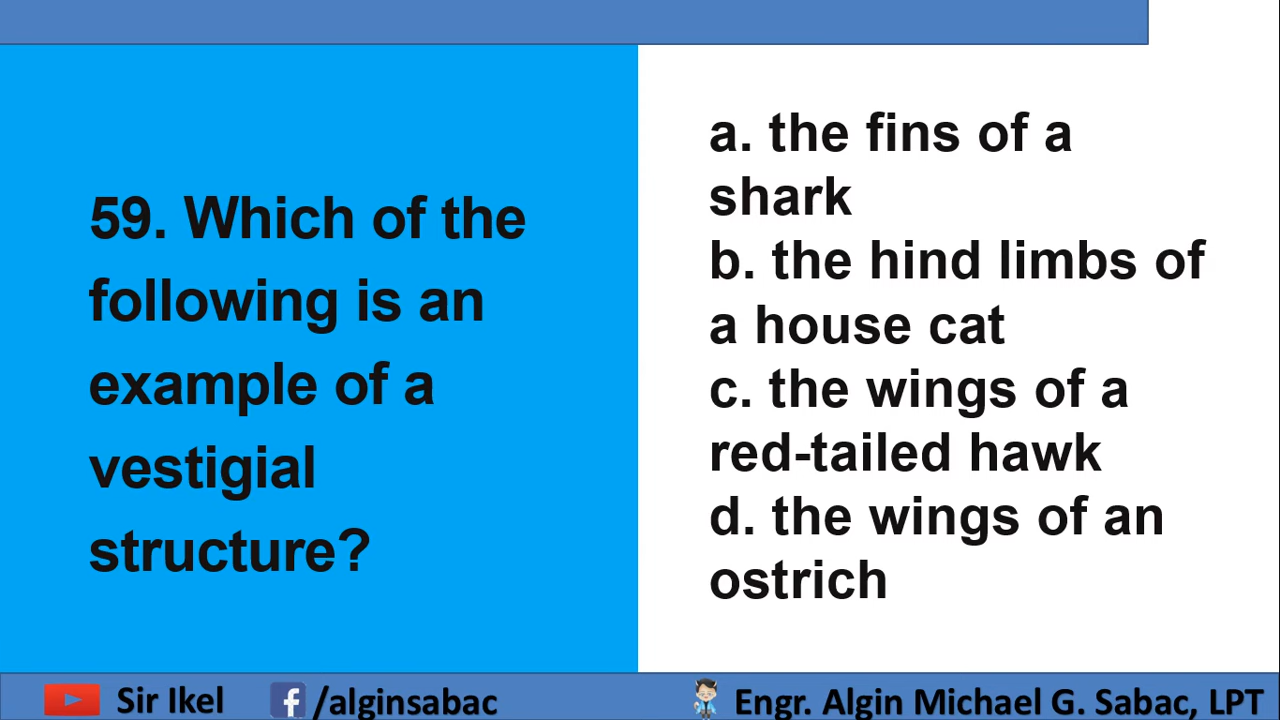 59. Which of the
following is an
example of a
vestigial
structure?
a. the fins of a
shark
b. the hind limbs of
a house cat
c. the wings of a
red-tailed hawk
d. the wings of an
ostrich
Sir Ikel
/alginsabac
Engr. Algin Michael G. Sabac, LPT